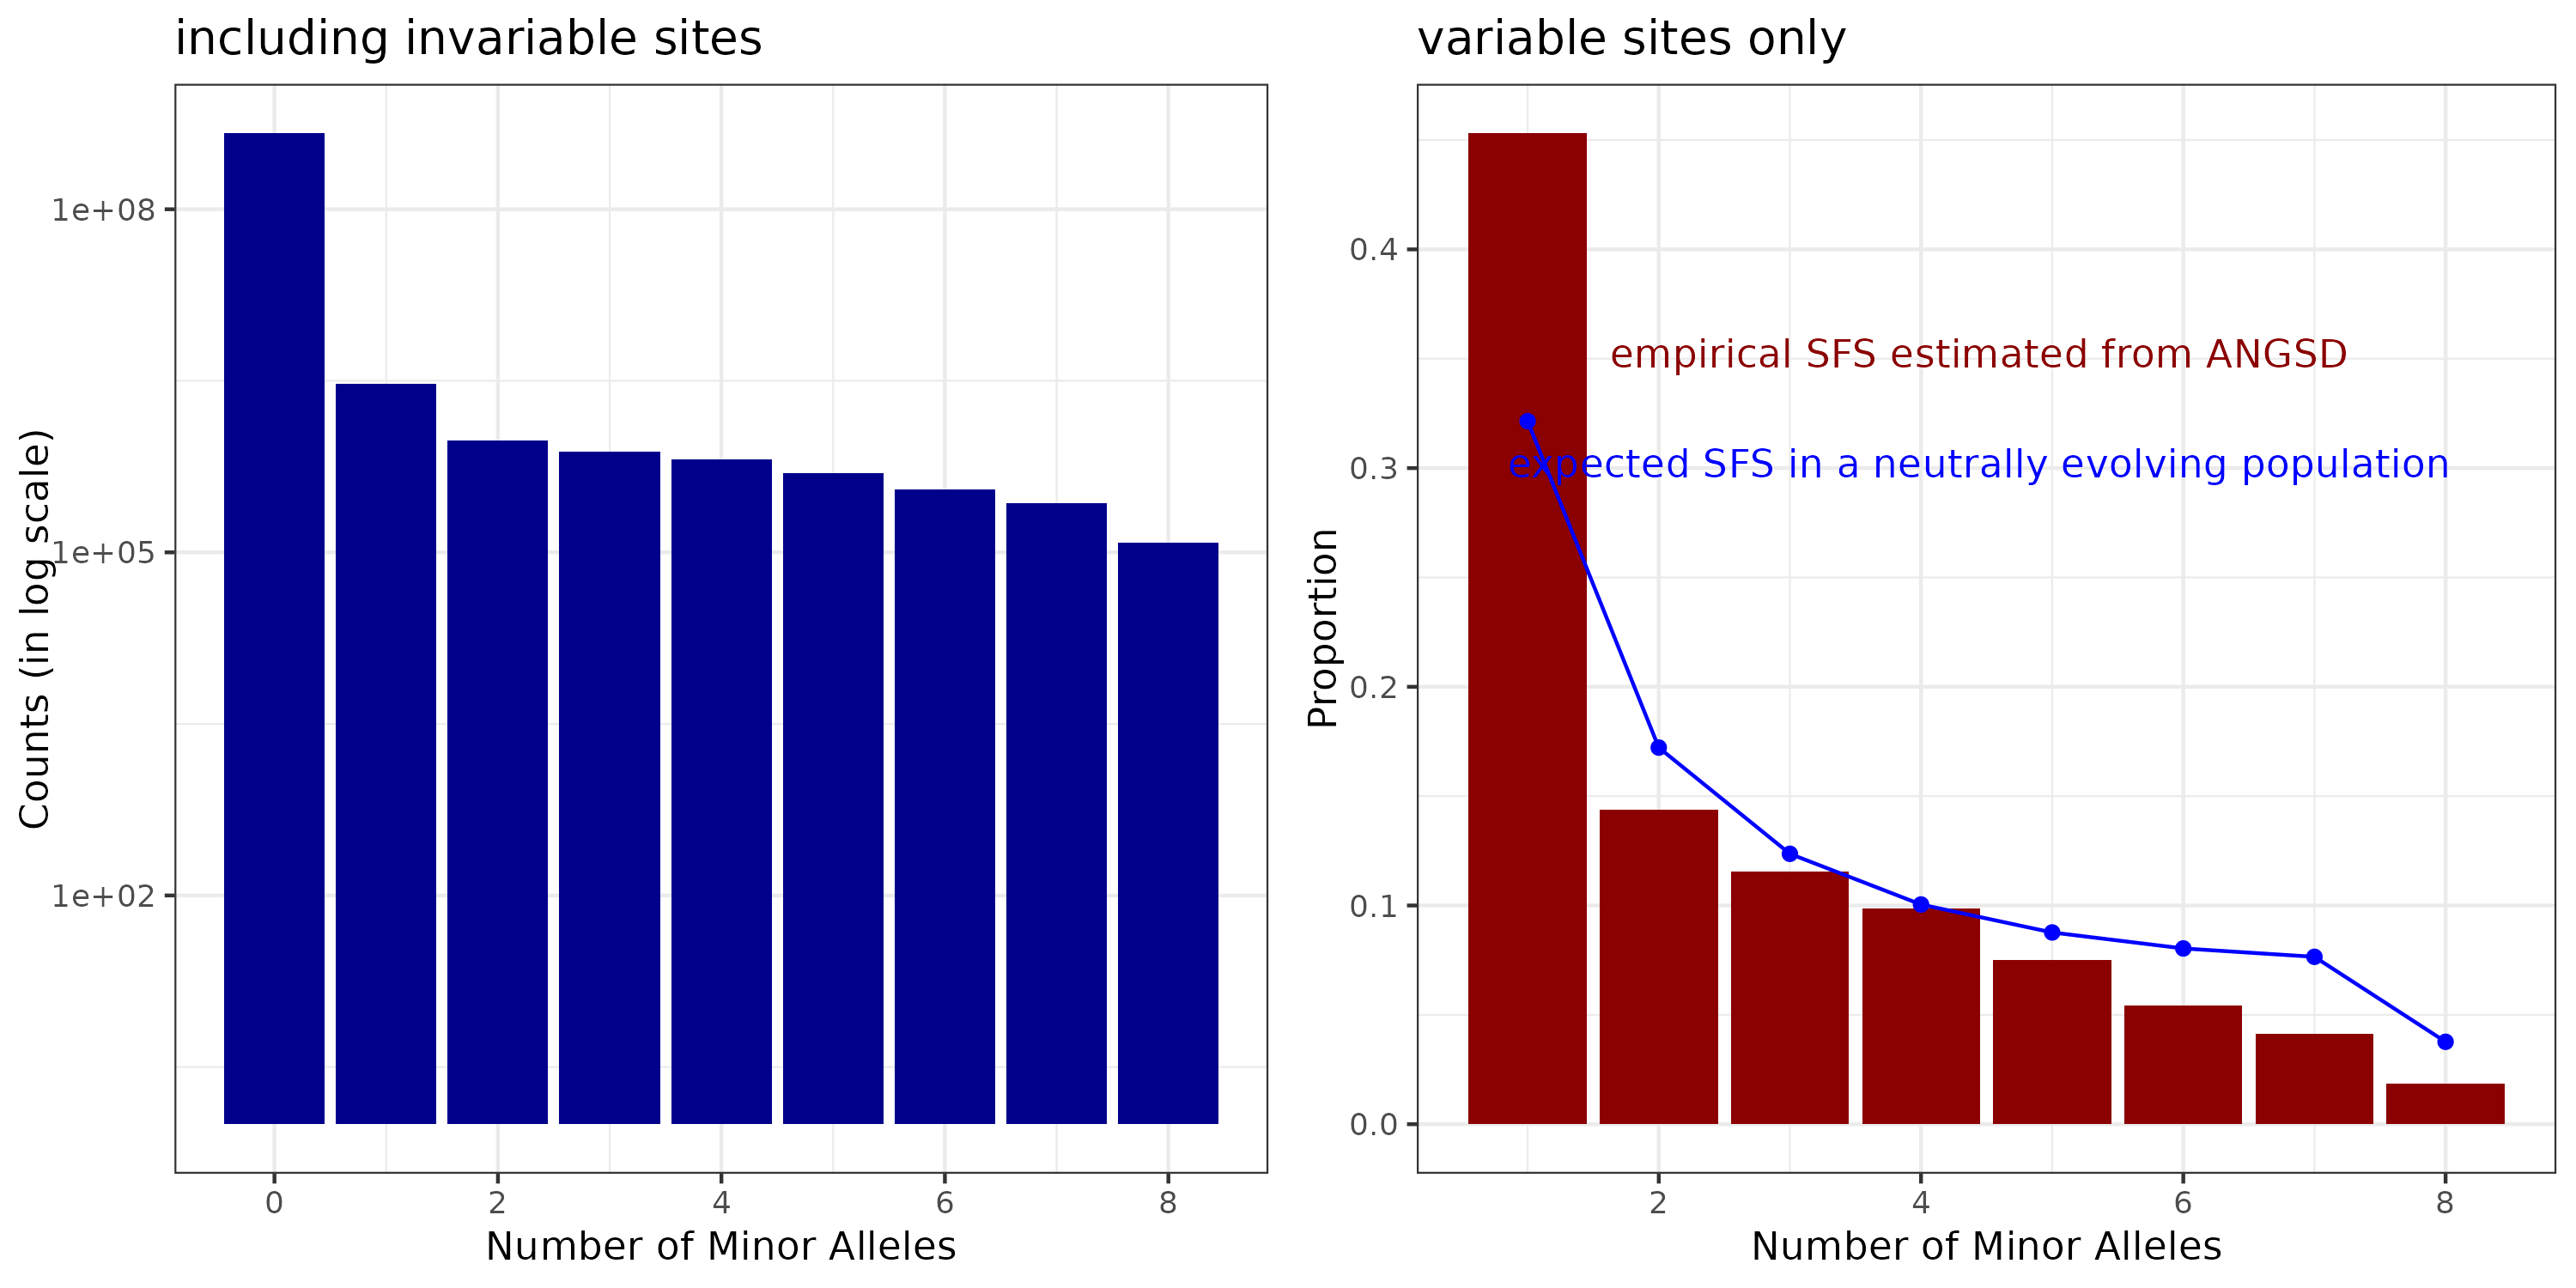 including invariable sites
Counts (in log scale)
1e+08
1e+05
1e+02
0 2 4 6 8
Number of Minor Alleles
variable sites only
Proportion
0.4
0.3
0.2
0.1
0.0
empirical SFS estimated from ANGSD
expected SFS in a neutrally evolving population
2 4 6 8
Number of Minor Alleles